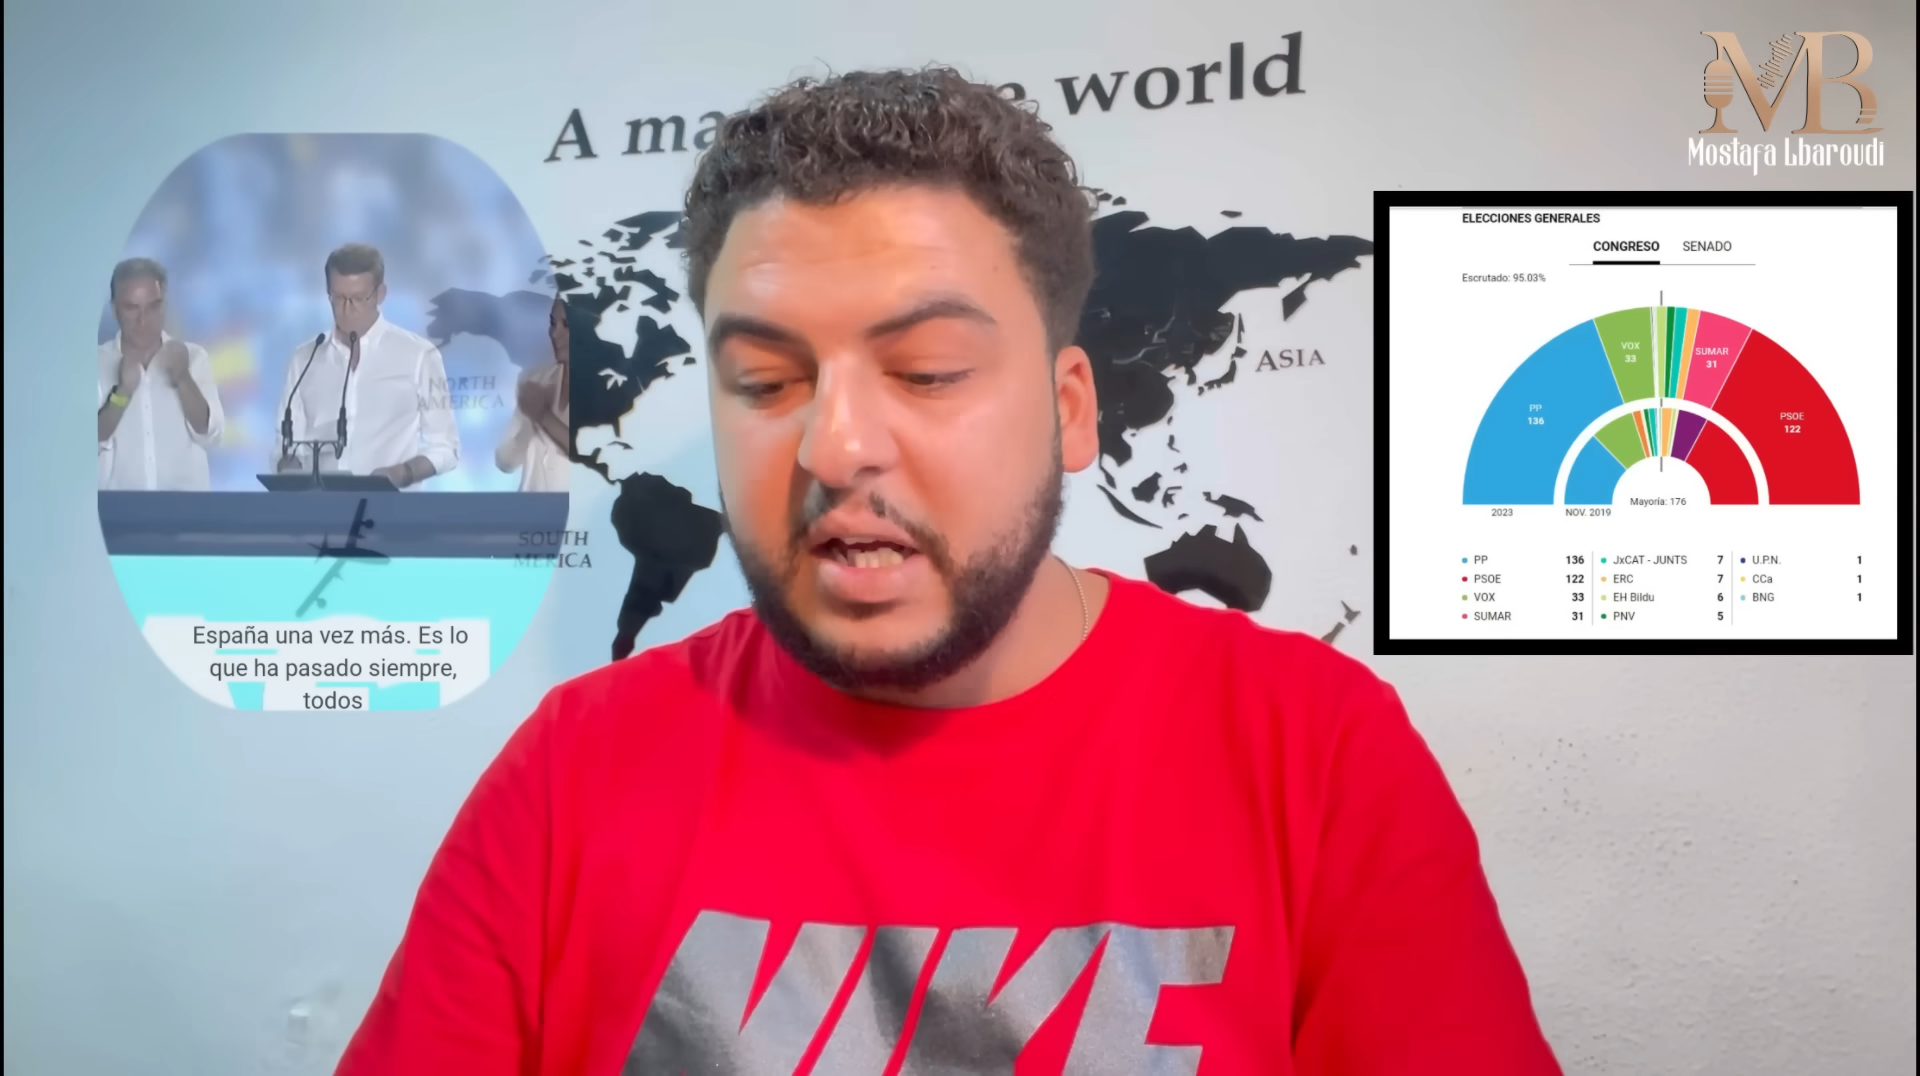 A ma e world
MB
Mostafa Lbaroudi
NORTH
AMERICA
SOUTH
MERICA
ASIA
España una vez más. Es lo
que ha pasado siempre,
todos
ELECCIONES GENERALES
CONGRESO SENADO
Escrutado: 95.03%
VOX
33
SUMAR
31
PP
136
PSOE
122
Mayoría: 176
2023 NOV. 2019
PP 136 JxCAT - JUNTS 7 U.P.N. 1
PSOE 122 ERC 7 CCa 1
VOX 33 EH Bildu 6 BNG 1
SUMAR 31 PNV 5
NIKE